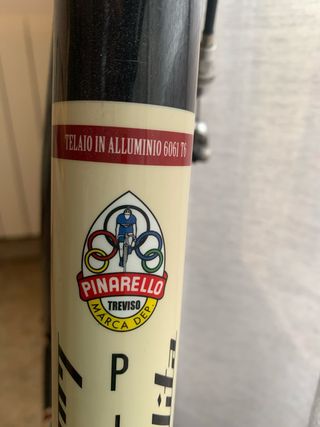 TELAIO IN ALLUMINIO 6061 T6
PINARELLO
TREVISO
MARCA DEP.
P